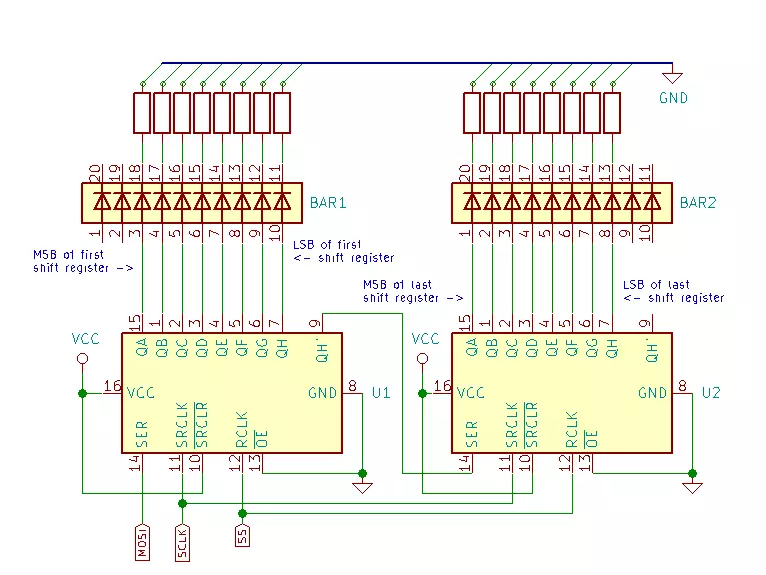 GND
20 19 18 17 16 15 14 13 12 11
BAR1
1 2 3 4 5 6 7 8 9 10
20 19 18 17 16 15 14 13 12 11
BAR2
1 2 3 4 5 6 7 8 9 10
MSB of first
shift register ->
LSB of first
<- shift register
MSB of last
shift register ->
LSB of last
<- shift register
VCC
15 1 2 3 4 5 6 7 9
QA QB QC QD QE QF QG QH QH'
16 VCC
GND 8
U1
SER SRCLK SRCLR RCLK OE
14 11 10 12 13
VCC
15 1 2 3 4 5 6 7 9
QA QB QC QD QE QF QG QH QH'
16 VCC
GND 8
U2
SER SRCLK SRCLR RCLK OE
14 11 10 12 13
MOSI
SCLK
SS